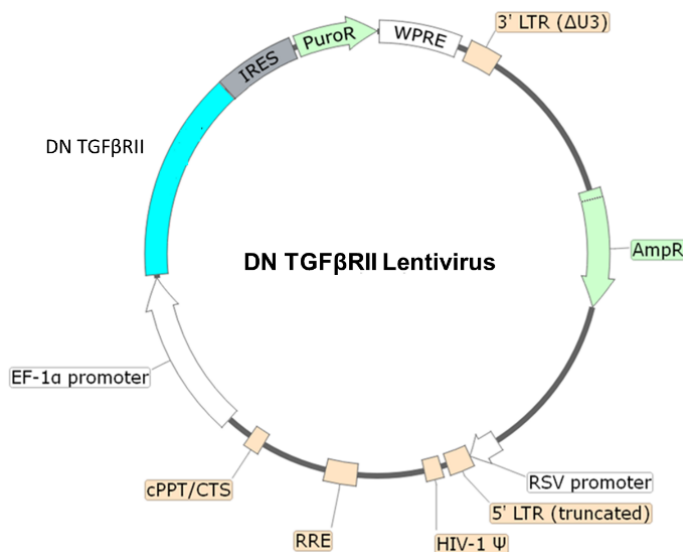 3' LTR (ΔU3)
WPRE
PuroR
IRES
DN TGFβRII
DN TGFβRII Lentivirus
AmpR
EF-1α promoter
cPPT/CTS
RSV promoter
5' LTR (truncated)
RRE
HIV-1 Ψ